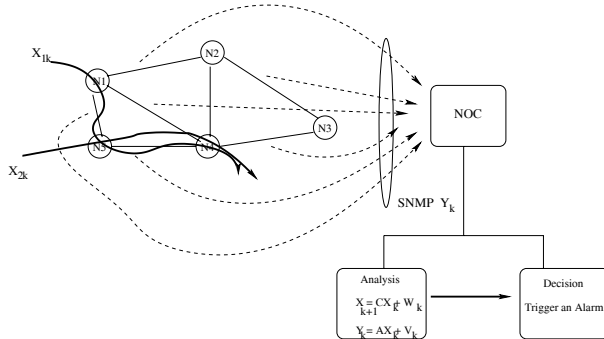 X1k
N2
N1
NOC
N3
N5
N4
X2k
SNMP Yk
Analysis
Xk+1 = CXk + Wk
Yk = AXk + Vk
Decision
Trigger an Alarm